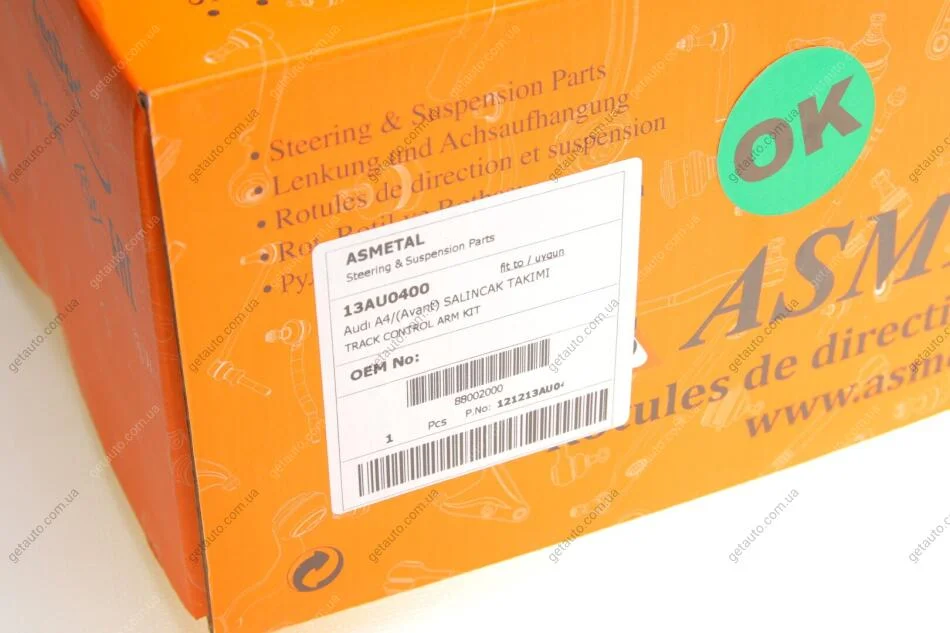 • Steering & Suspension Parts
• Lenkung und Achsaufhangung
• Rotules de direction et suspension
OK
ASMETAL
Steering & Suspension Parts
fit to / uygun
13AU0400
Audi A4/(Avant) SALINCAK TAKIMI
TRACK CONTROL ARM KIT
OEM No:
88002000
1 Pcs P.No: 121213AU04
ASM
Rotules de directi
www.asm
getauto.com.ua